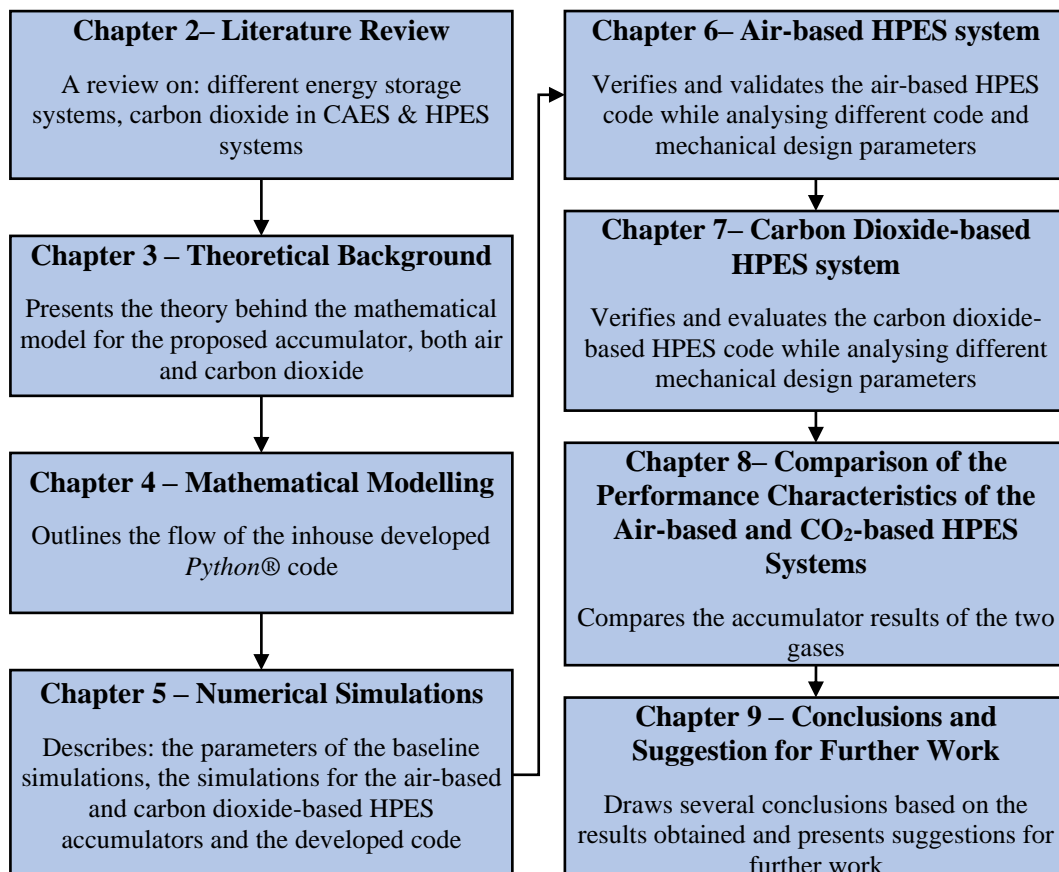 Chapter 2– Literature Review
A review on: different energy storage
systems, carbon dioxide in CAES & HPES
systems
Chapter 3 – Theoretical Background
Presents the theory behind the mathematical
model for the proposed accumulator, both air
and carbon dioxide
Chapter 4 – Mathematical Modelling
Outlines the flow of the inhouse developed
Python® code
Chapter 5 – Numerical Simulations
Describes: the parameters of the baseline
simulations, the simulations for the air-based
and carbon dioxide-based HPES
accumulators and the developed code
Chapter 6– Air-based HPES system
Verifies and validates the air-based HPES
code while analysing different code and
mechanical design parameters
Chapter 7– Carbon Dioxide-based
HPES system
Verifies and evaluates the carbon dioxide-
based HPES code while analysing different
mechanical design parameters
Chapter 8– Comparison of the
Performance Characteristics of the
Air-based and CO₂-based HPES
Systems
Compares the accumulator results of the two
gases
Chapter 9 – Conclusions and
Suggestion for Further Work
Draws several conclusions based on the
results obtained and presents suggestions for
further work